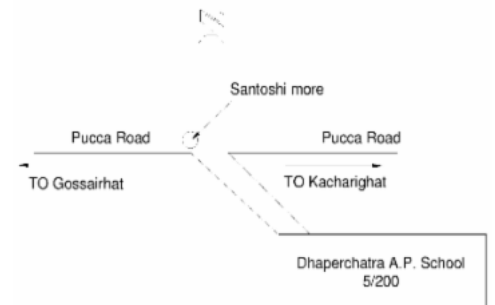 Santoshi more
Pucca Road
Pucca Road
TO Gossairhat
TO Kacharighat
Dhaperchatra A.P. School
5/200